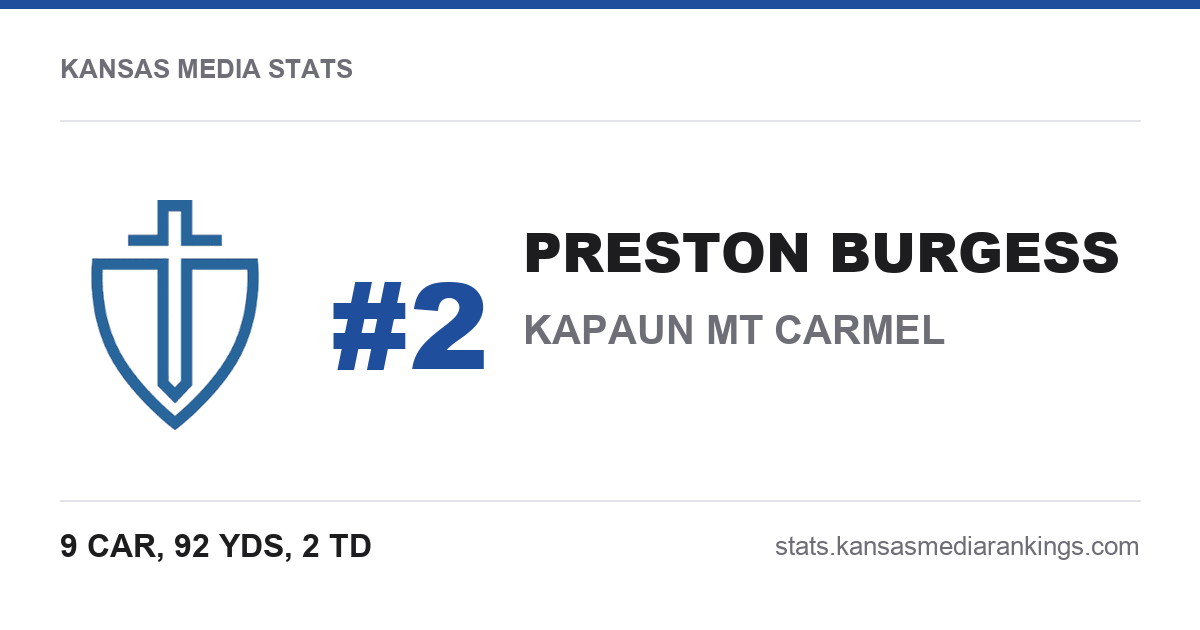 KANSAS MEDIA STATS
#2
PRESTON BURGESS
KAPAUN MT CARMEL
9 CAR, 92 YDS, 2 TD
stats.kansasmediarankings.com